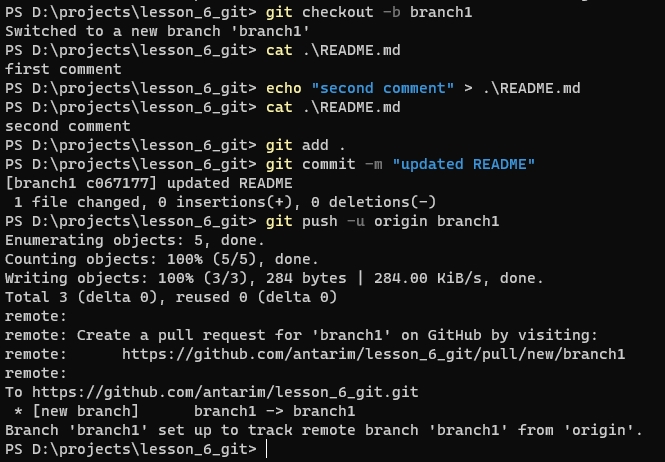 PS D:\projects\lesson_6_git> git checkout -b branch1
Switched to a new branch 'branch1'
PS D:\projects\lesson_6_git> cat .\README.md
first comment
PS D:\projects\lesson_6_git> echo "second comment" > .\README.md
PS D:\projects\lesson_6_git> cat .\README.md
second comment
PS D:\projects\lesson_6_git> git add .
PS D:\projects\lesson_6_git> git commit -m "updated README"
[branch1 c067177] updated README
 1 file changed, 0 insertions(+), 0 deletions(-)
PS D:\projects\lesson_6_git> git push -u origin branch1
Enumerating objects: 5, done.
Counting objects: 100% (5/5), done.
Writing objects: 100% (3/3), 284 bytes | 284.00 KiB/s, done.
Total 3 (delta 0), reused 0 (delta 0)
remote:
remote: Create a pull request for 'branch1' on GitHub by visiting:
remote:      https://github.com/antarim/lesson_6_git/pull/new/branch1
remote:
To https://github.com/antarim/lesson_6_git.git
 * [new branch]      branch1 -> branch1
Branch 'branch1' set up to track remote branch 'branch1' from 'origin'.
PS D:\projects\lesson_6_git>